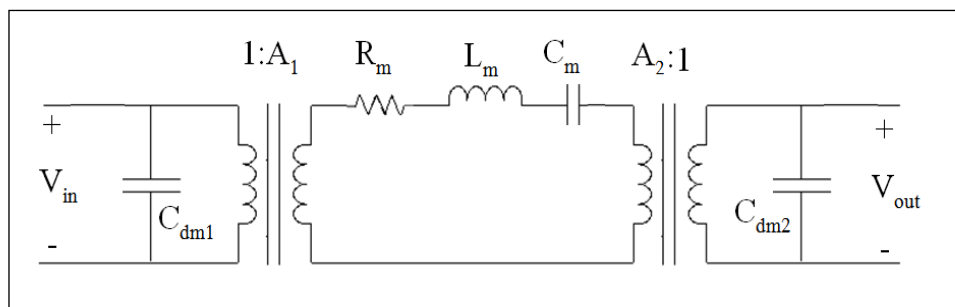 1:A1 Rm Lm Cm A2:1
+ +
Vin Vout
Cdm1 Cdm2
- -